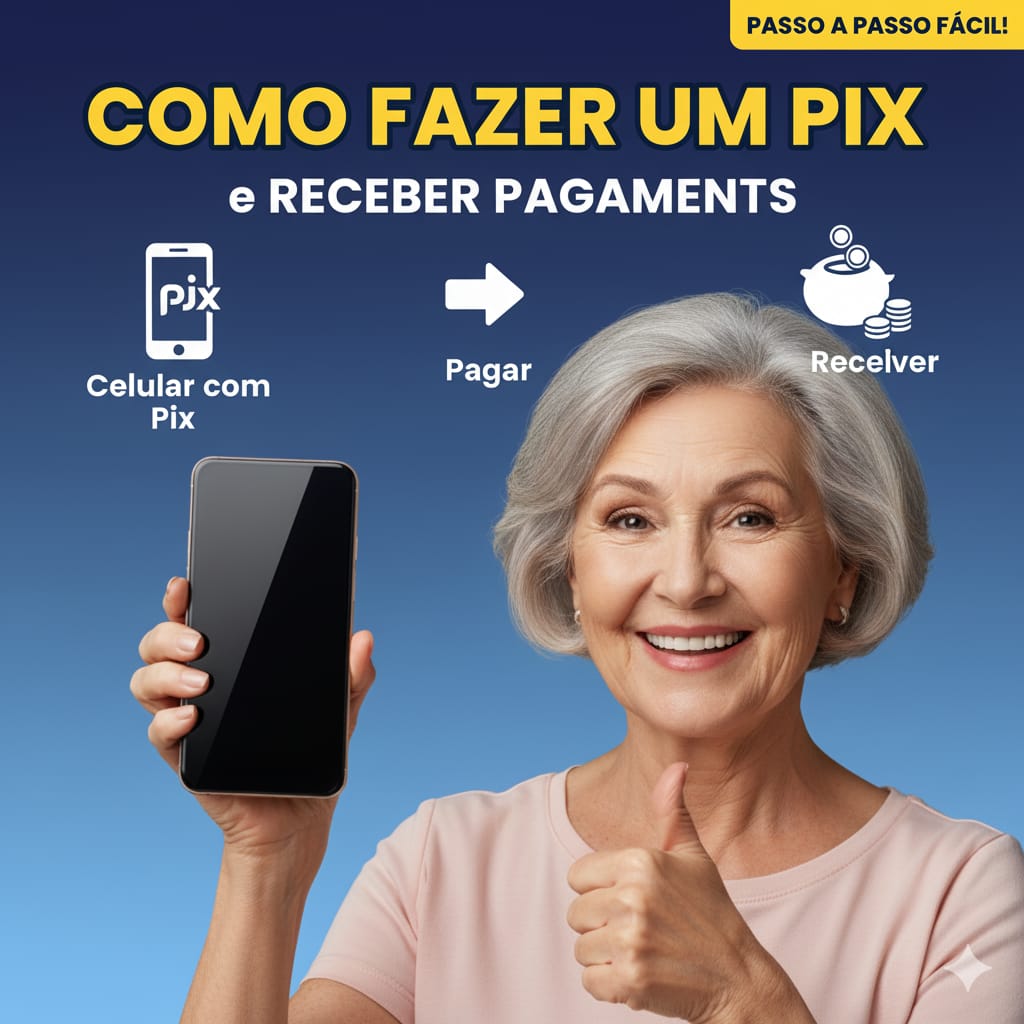 PASSO A PASSO FÁCIL!
COMO FAZER UM PIX
e RECEBER PAGAMENTS
pix
Celular com
Pix
Pagar
Recelver